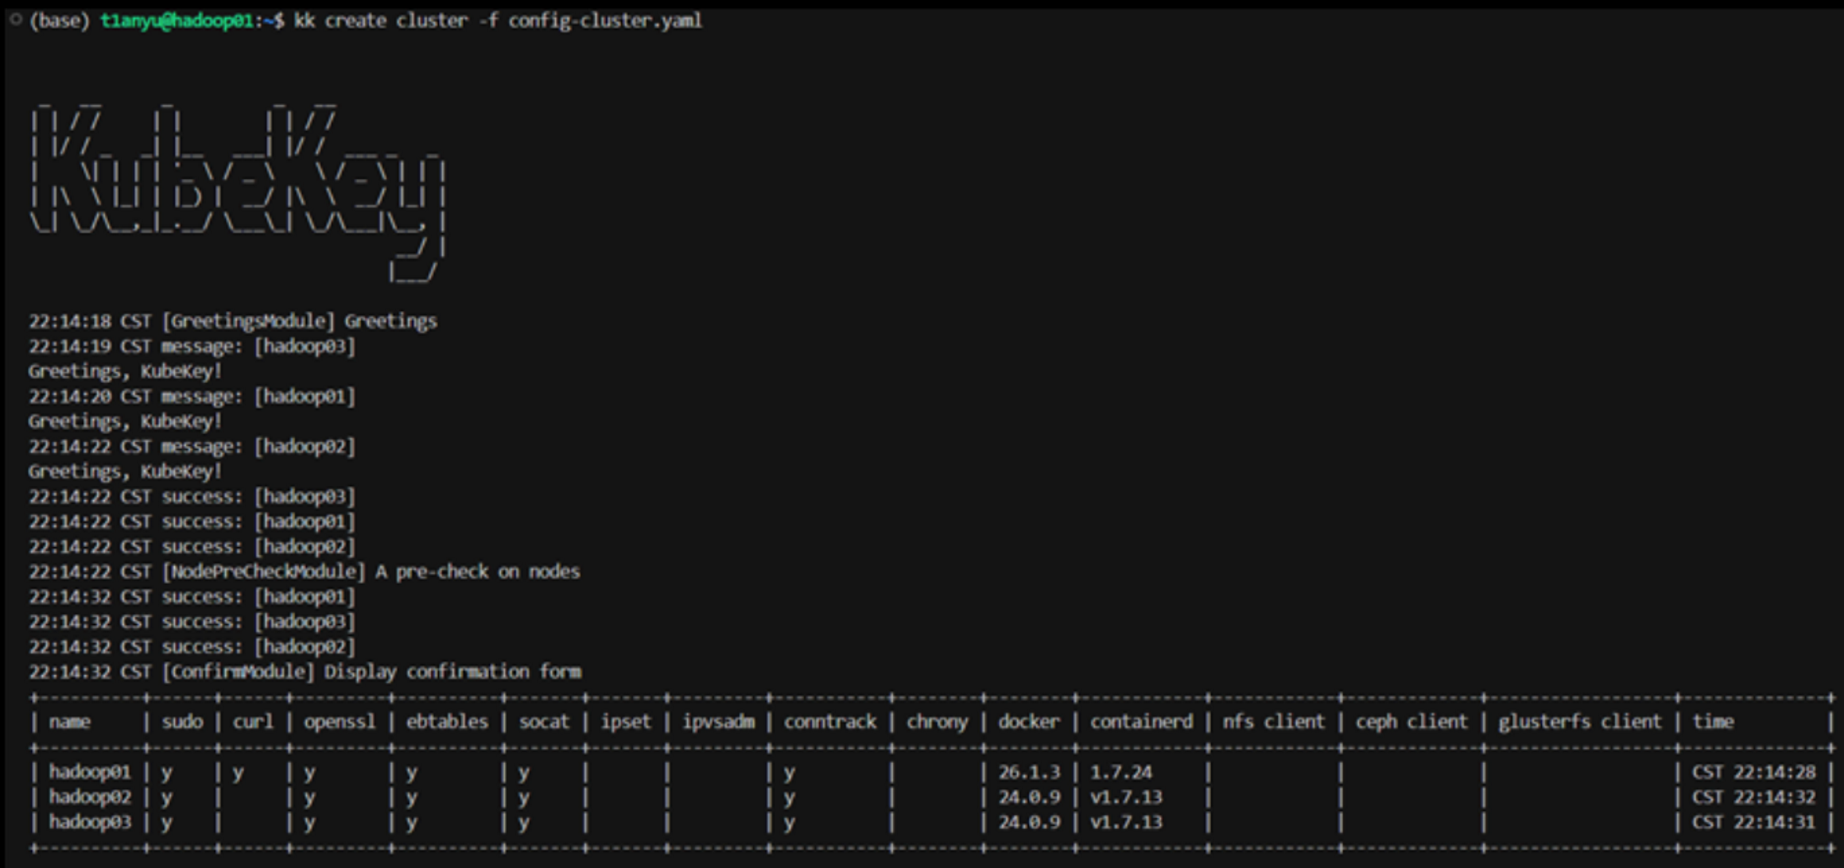 (base) t1anyu@hadoop01:~$ kk create cluster -f config-cluster.yaml
KubeKey
22:14:18 CST [GreetingsModule] Greetings
22:14:19 CST message: [hadoop03]
Greetings, KubeKey!
22:14:20 CST message: [hadoop01]
Greetings, KubeKey!
22:14:22 CST message: [hadoop02]
Greetings, KubeKey!
22:14:22 CST success: [hadoop03]
22:14:22 CST success: [hadoop01]
22:14:22 CST success: [hadoop02]
22:14:22 CST [NodePreCheckModule] A pre-check on nodes
22:14:32 CST success: [hadoop01]
22:14:32 CST success: [hadoop03]
22:14:32 CST success: [hadoop02]
22:14:32 CST [ConfirmModule] Display confirmation form
| name | sudo | curl | openssl | ebtables | socat | ipset | ipvsadm | conntrack | chrony | docker | containerd | nfs client | ceph client | glusterfs client | time |
| hadoop01 | y | y | y | y | y | | | y | | 26.1.3 | 1.7.24 | | | | CST 22:14:28 |
| hadoop02 | y | | y | y | y | | | y | | 24.0.9 | v1.7.13 | | | | CST 22:14:32 |
| hadoop03 | y | | y | y | y | | | y | | 24.0.9 | v1.7.13 | | | | CST 22:14:31 |